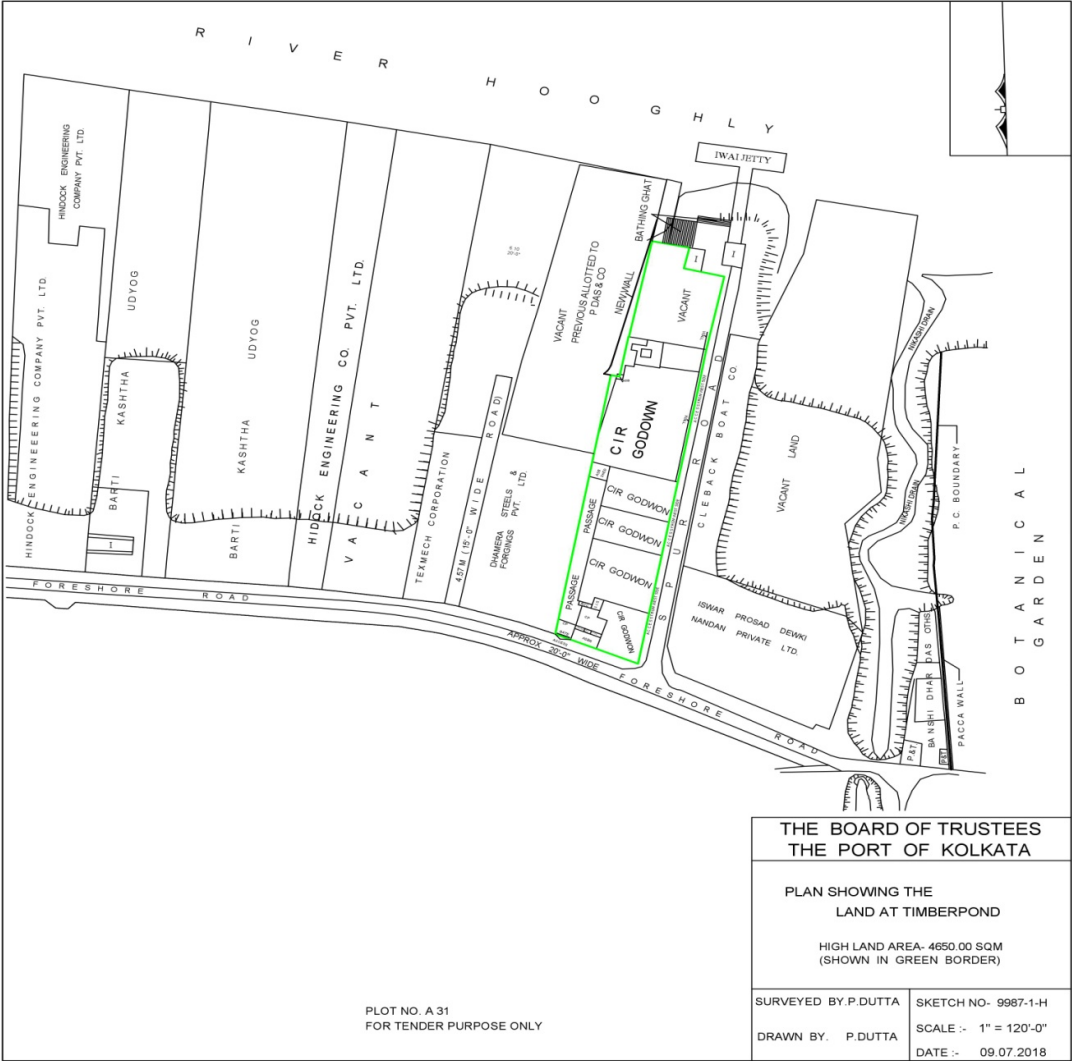 RIVER HOOGHLY
IWAI JETTY
HINDOCK ENGINEERING
COMPANY PVT. LTD.
HINDOCK ENGINEEERING COMPANY PVT. LTD.
BARTI KASHTHA UDYOG
I
BARTI KASHTHA UDYOG
HIDOCK ENGINEERING CO. PVT. LTD.
VACANT
TEXMECH CORPORATION
4.57 M ( 15'-0" WIDE ROAD)
DHAMERA STEELS &
FORGINGS PVT. LTD.
VACANT
PREVIOUS ALLOTTED TO
P DAS & CO
NEW WALL
BATHING GHAT
I
I
VACANT
CIR
GODOWN
CIR GODWON
CIR GODWON
CIR GODWON
CIR GODWON
PASSAGE
PASSAGE
SPUR ROAD
CLEBACK BOAT CO.
VACANT LAND
ISWAR PROSAD DEWKI
NANDAN PRIVATE LTD.
NIKASHI DRAIN
NIKASHI DRAIN
P.C. BOUNDARY
BOTANICAL
GARDEN
BANSHI DHAR DAS OTHS
PACCA WALL
P.&T.
P&T
FORESHORE ROAD
APPROX 20'-0" WIDE
FORESHORE ROAD
THE BOARD OF TRUSTEES
THE PORT OF KOLKATA
PLAN SHOWING THE
LAND AT TIMBERPOND
HIGH LAND AREA- 4650.00 SQM
(SHOWN IN GREEN BORDER)
SURVEYED BY.P.DUTTA
DRAWN BY. P.DUTTA
SKETCH NO- 9987-1-H
SCALE :- 1" = 120'-0"
DATE :- 09.07.2018
PLOT NO. A 31
FOR TENDER PURPOSE ONLY